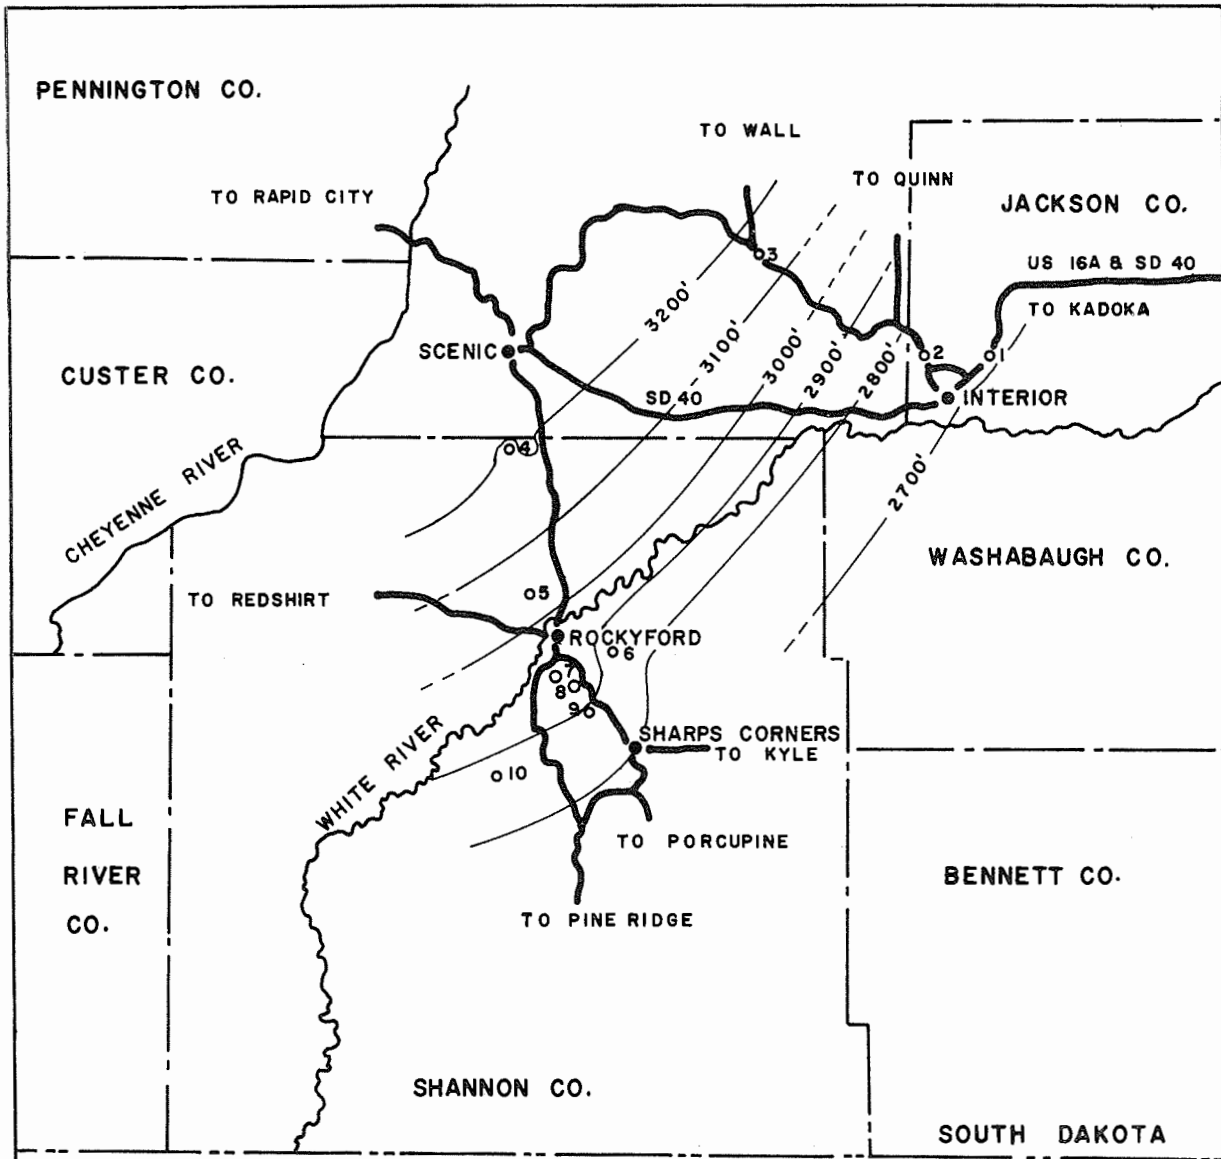 PENNINGTON CO.
TO WALL
TO RAPID CITY
TO QUINN
JACKSON CO.
3
US 16A & SD 40
3200'
TO KADOKA
3100'
3000'
2900'
2800'
2
1
SCENIC
CUSTER CO.
SD 40
INTERIOR
4
CHEYENNE RIVER
2700'
WASHABAUGH CO.
5
TO REDSHIRT
ROCKYFORD
6
7
8
9
SHARPS CORNERS
TO KYLE
WHITE RIVER
10
FALL
RIVER
CO.
TO PORCUPINE
BENNETT CO.
TO PINE RIDGE
SHANNON CO.
SOUTH DAKOTA